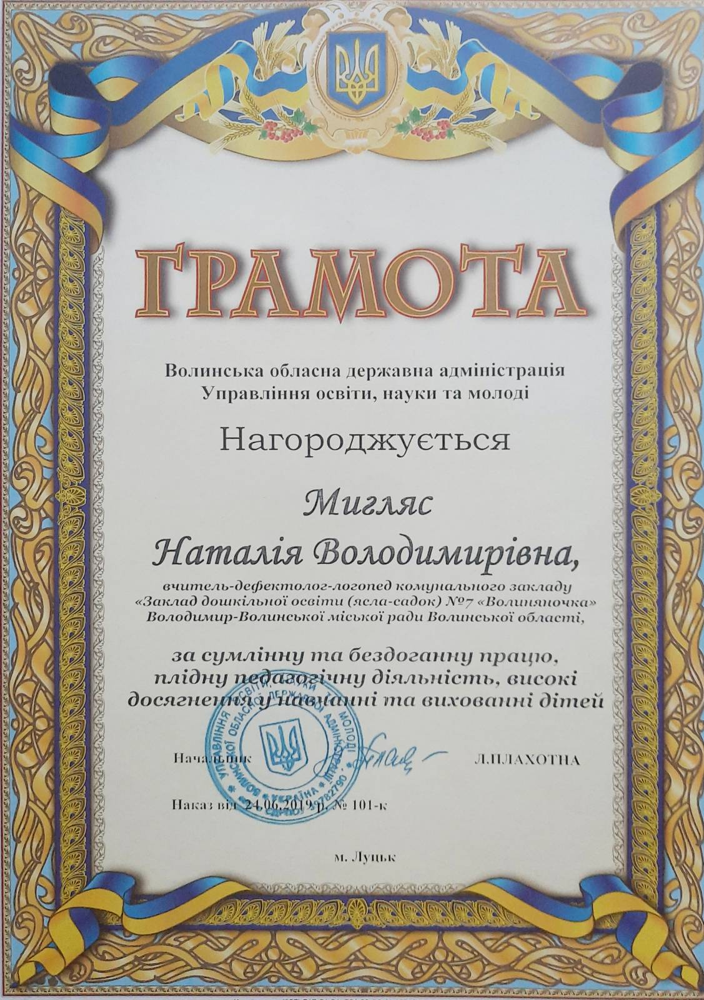 ГРАМОТА
Волинська обласна державна адміністрація
Управління освіти, науки та молоді
Нагороджується
Мигляс
Наталія Володимирівна,
вчитель-дефектолог-логопед комунального закладу
«Заклад дошкільної освіти (ясла-садок) №7 «Волиняночка»
Володимир-Волинської міської ради Волинської області,
за сумлінну та бездоганну працю,
плідну педагогічну діяльність, високі
досягнення у навчанні та вихованні дітей
УПРАВЛІННЯ ОСВІТИ, НАУКИ ТА МОЛОДІ
ВОЛИНСЬКОЇ ОБЛАСНОЇ ДЕРЖАВНОЇ АДМІНІСТРАЦІЇ
УКРАЇНА
Начальник Л.ПЛАХОТНА
Наказ від 24.06.2019 р. № 101-к
м. Луцьк